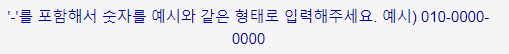 '-'를 포함해서 숫자를 예시와 같은 형태로 입력해주세요. 예시) 010-0000-
0000